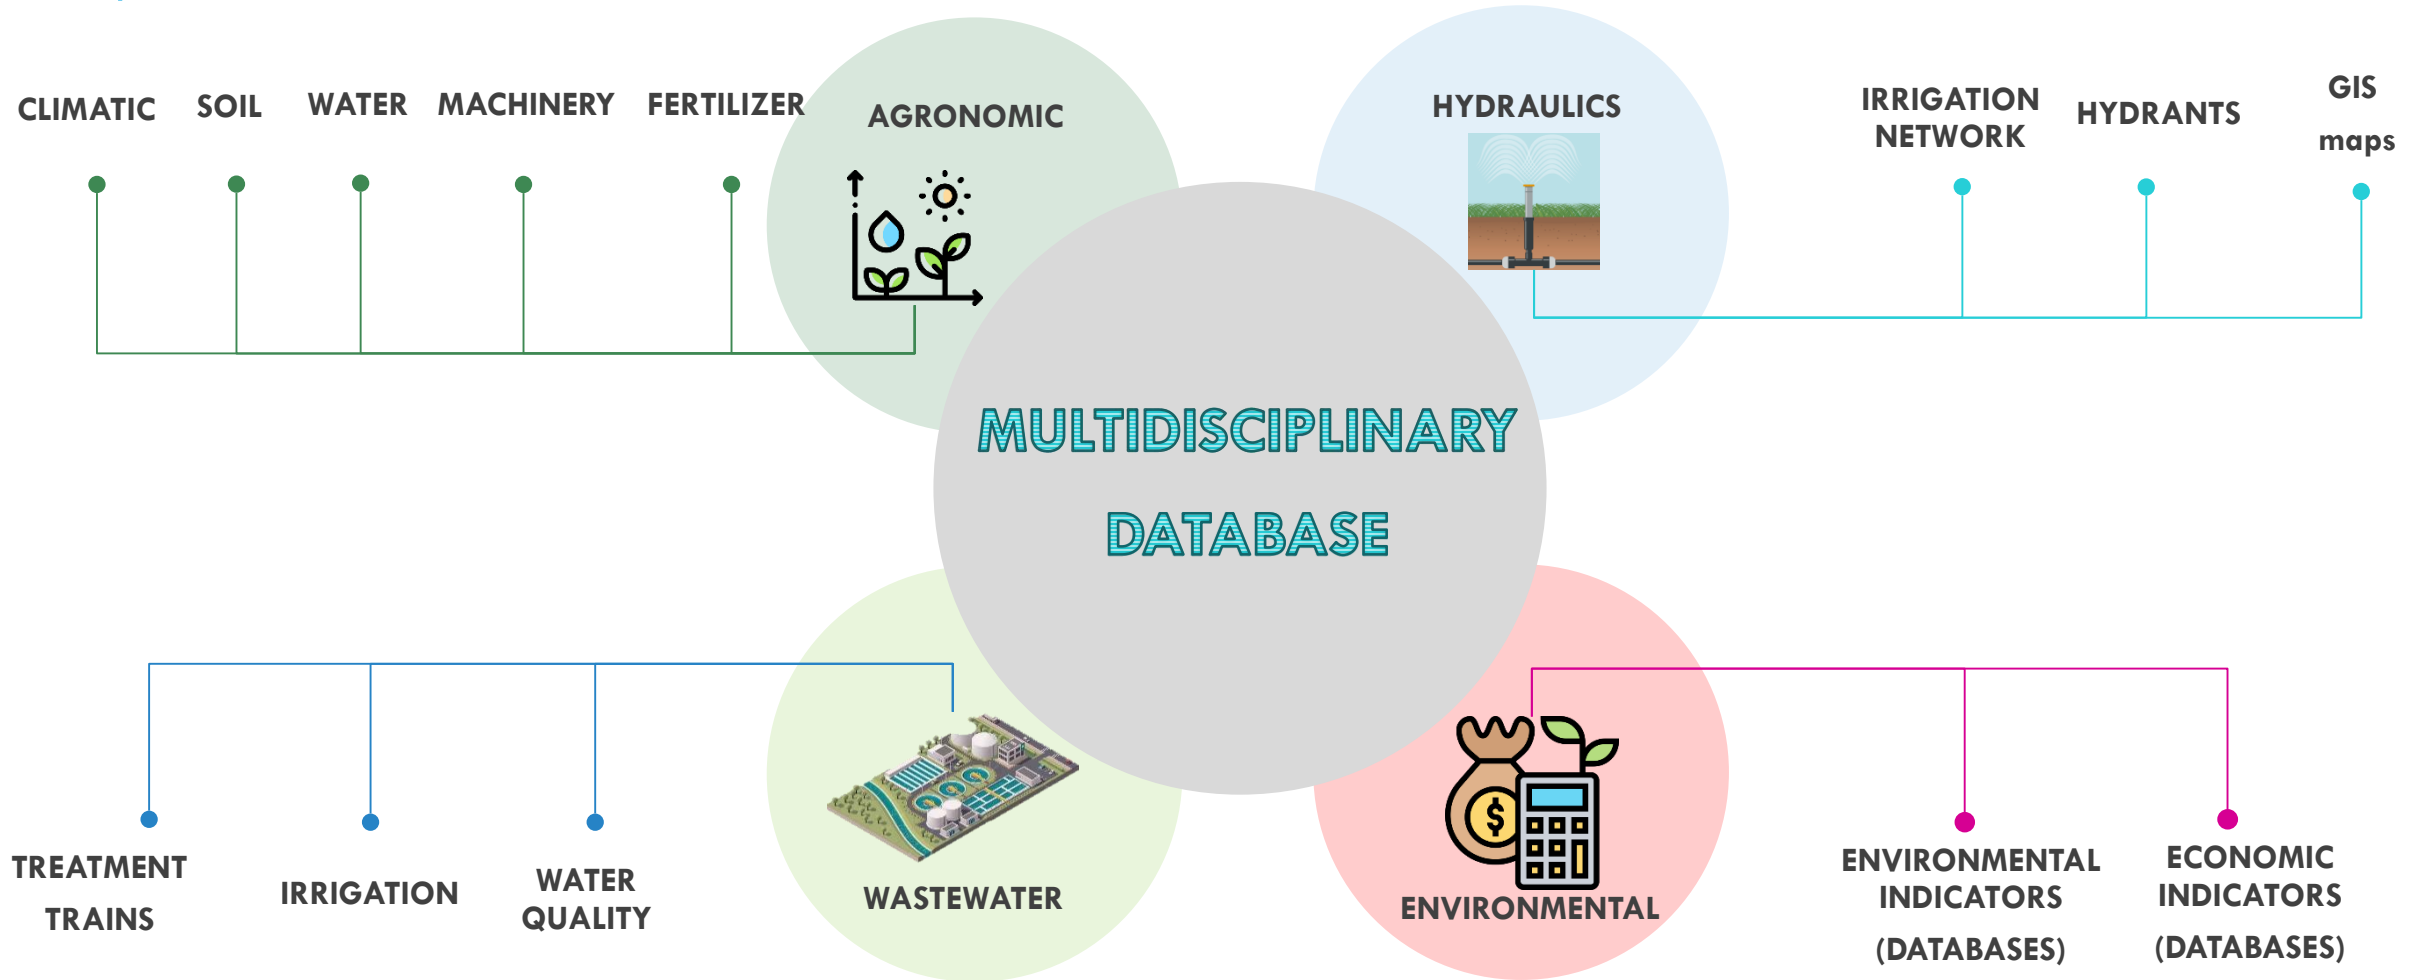 CLIMATIC
SOIL
WATER
MACHINERY
FERTILIZER
AGRONOMIC
HYDRAULICS
IRRIGATION
NETWORK
HYDRANTS
GIS
maps
MULTIDISCIPLINARY
DATABASE
TREATMENT
TRAINS
IRRIGATION
WATER
QUALITY
WASTEWATER
ENVIRONMENTAL
ENVIRONMENTAL
INDICATORS
(DATABASES)
ECONOMIC
INDICATORS
(DATABASES)